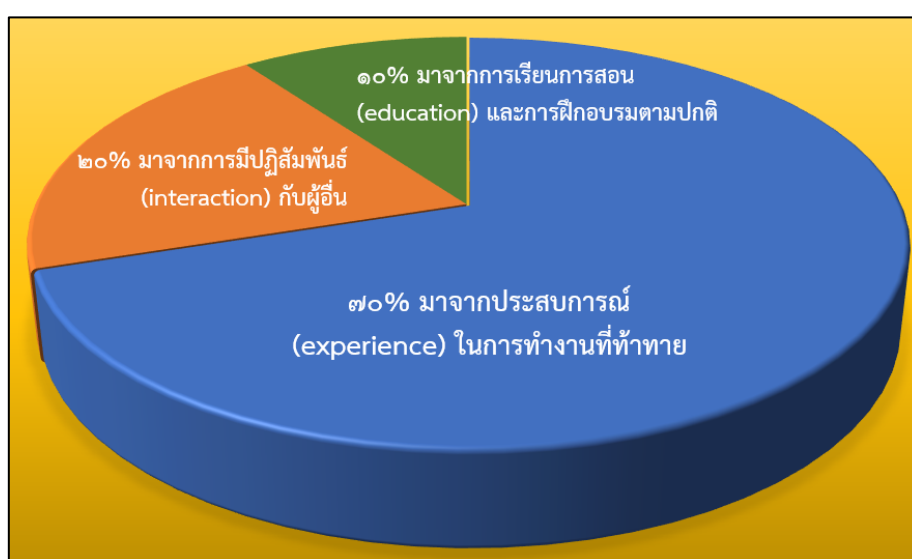 ๑๐% มาจากการเรียนการสอน
(education) และการฝึกอบรมตามปกติ
๒๐% มาจากการมีปฏิสัมพันธ์
(interaction) กับผู้อื่น
๗๐% มาจากประสบการณ์
(experience) ในการทำงานที่ท้าทาย